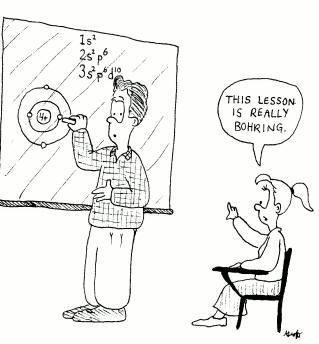 1s²
2s²p⁶
3s²p⁶d¹⁰
THIS LESSON
IS REALLY
BOHRING.